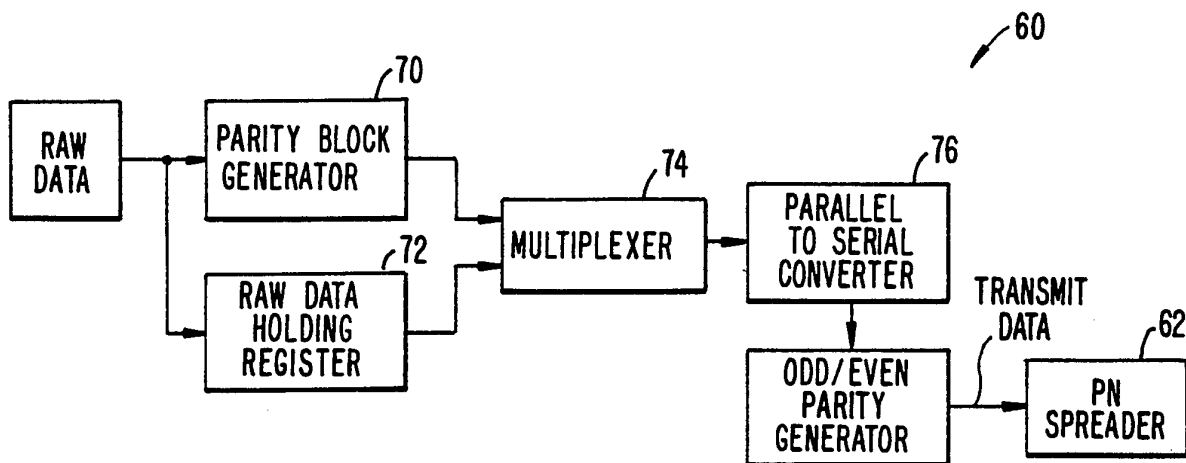 60
RAW
DATA
70
PARITY BLOCK
GENERATOR
72
RAW DATA
HOLDING
REGISTER
74
MULTIPLEXER
76
PARALLEL
TO SERIAL
CONVERTER
ODD/EVEN
PARITY
GENERATOR
TRANSMIT
DATA
62
PN
SPREADER